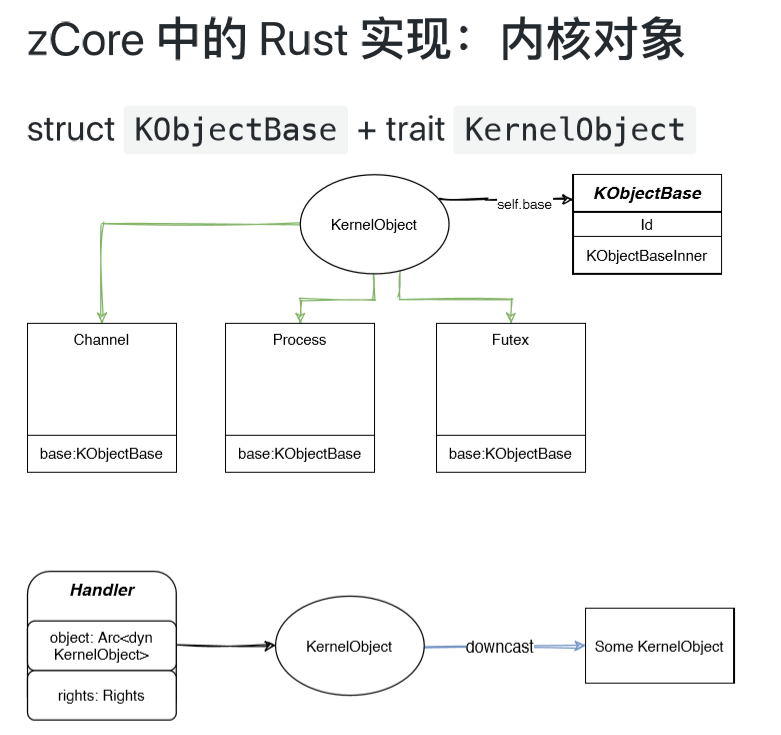 zCore 中的 Rust 实现：内核对象
struct KObjectBase + trait KernelObject
KernelObject
self.base
KObjectBase
Id
KObjectBaseInner
Channel
base:KObjectBase
Process
base:KObjectBase
Futex
base:KObjectBase
Handler
object: Arc<dyn
KernelObject>
rights: Rights
KernelObject
downcast
Some KernelObject